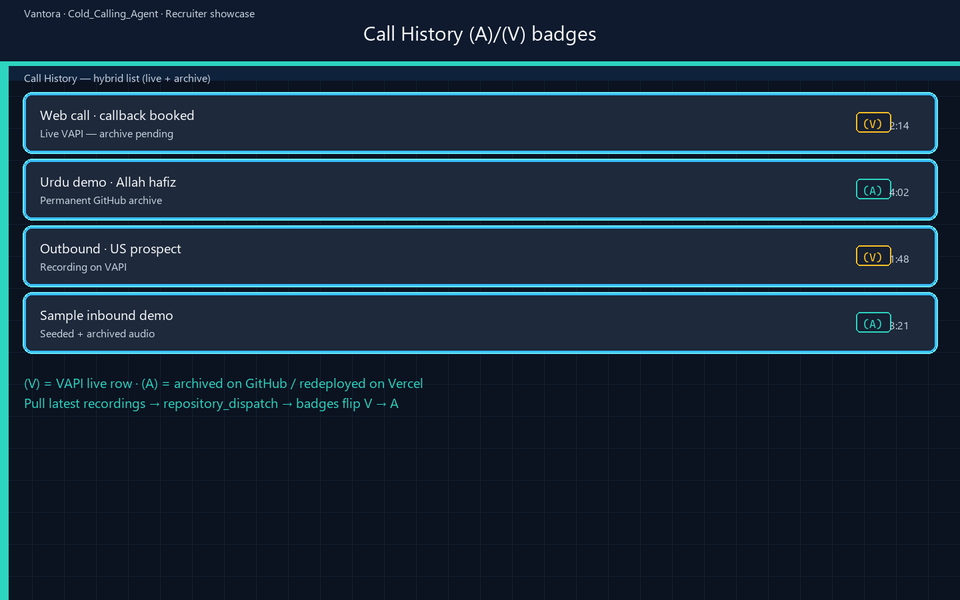 Vantora · Cold_Calling_Agent · Recruiter showcase
Call History (A)/(V) badges
Call History — hybrid list (live + archive)
Web call · callback booked
Live VAPI — archive pending
(V) 2:14
Urdu demo · Allah hafiz
Permanent GitHub archive
(A) 4:02
Outbound · US prospect
Recording on VAPI
(V) 1:48
Sample inbound demo
Seeded + archived audio
(A) 3:21
(V) = VAPI live row · (A) = archived on GitHub / redeployed on Vercel
Pull latest recordings → repository_dispatch → badges flip V → A